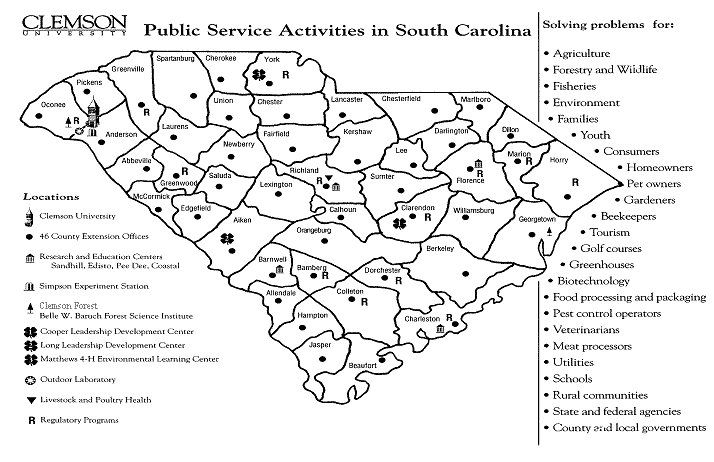 CLEMSON
UNIVERSITY
Public Service Activities in South Carolina
Solving problems for:
• Agriculture
• Forestry and Wildlife
• Fisheries
• Environment
• Families
• Youth
• Consumers
• Homeowners
• Pet owners
• Gardeners
• Beekeepers
• Tourism
• Golf courses
• Greenhouses
• Biotechnology
• Food processing and packaging
• Pest control operators
• Veterinarians
• Meat processors
• Utilities
• Schools
• Rural communities
• State and federal agencies
• County and local governments
Oconee
Pickens
Greenville
Spartanburg
Cherokee
York
R
R
R
Anderson
Laurens
Union
Chester
Lancaster
Chesterfield
Marlboro
Dillon
Darlington
Marion
R
Horry
R
Abbeville
Greenwood
R
Newberry
Fairfield
Kershaw
Lee
Florence
R
McCormick
Saluda
Lexington
Richland
R
Sumter
Edgefield
Aiken
Calhoun
Clarendon
R
Williamsburg
Georgetown
Orangeburg
Berkeley
Barnwell
Bamberg
R
Dorchester
R
Allendale
Colleton
R
Charleston
R
Hampton
Jasper
Beaufort
Locations
Clemson University
46 County Extension Offices
Research and Education Centers
Sandhill, Edisto, Pee Dee, Coastal
Simpson Experiment Station
Clemson Forest
Belle W. Baruch Forest Science Institute
Cooper Leadership Development Center
Long Leadership Development Center
Matthews 4-H Environmental Learning Center
Outdoor Laboratory
Livestock and Poultry Health
R Regulatory Programs